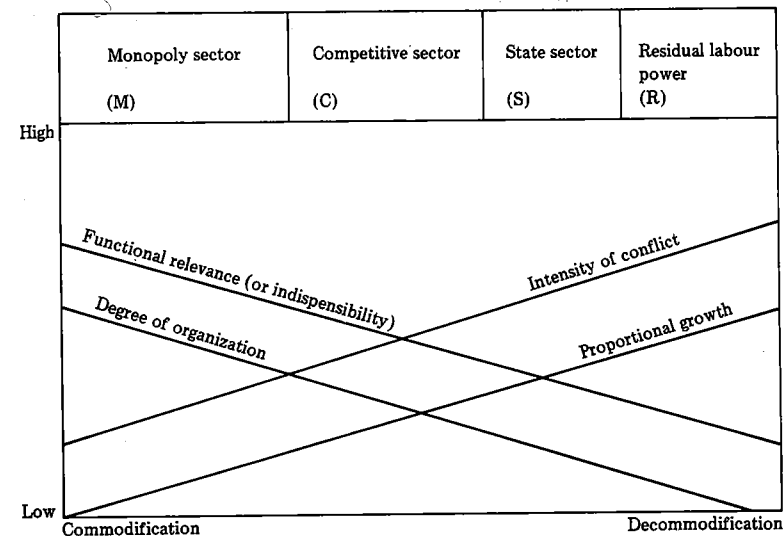 Monopoly sector
(M)
Competitive sector
(C)
State sector
(S)
Residual labour
power
(R)
High
Functional relevance (or indispensibility)
Intensity of conflict
Degree of organization
Proportional growth
Low
Commodification
Decommodification